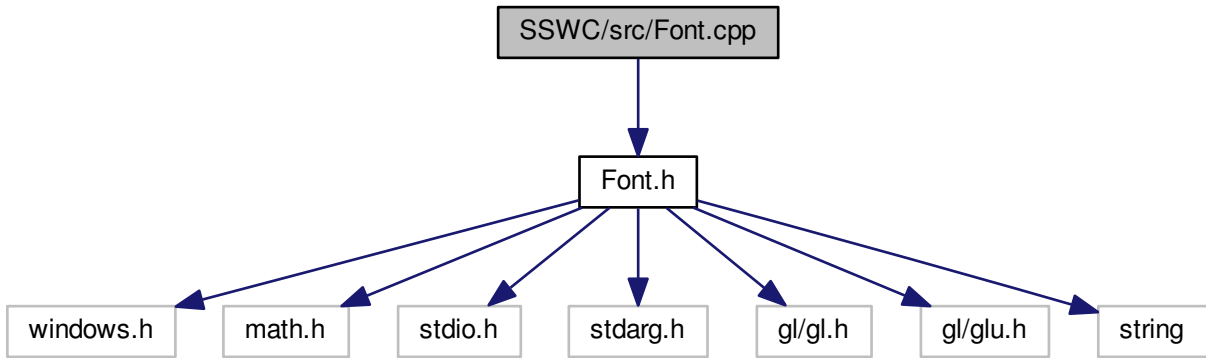 SSWC/src/Font.cpp
Font.h
windows.h
math.h
stdio.h
stdarg.h
gl/gl.h
gl/glu.h
string